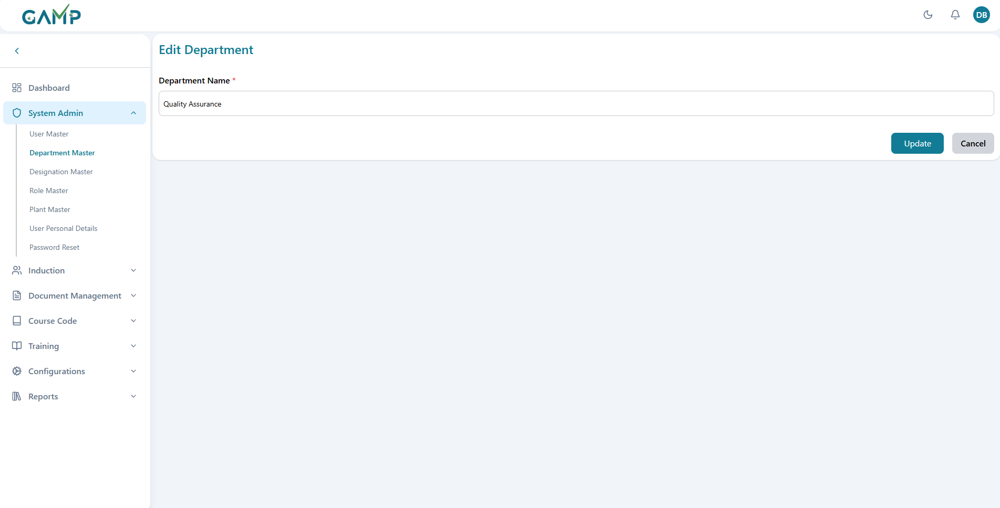 GAMP
DB
Edit Department
Department Name *
Quality Assurance
Update
Cancel
Dashboard
System Admin
User Master
Department Master
Designation Master
Role Master
Plant Master
User Personal Details
Password Reset
Induction
Document Management
Course Code
Training
Configurations
Reports